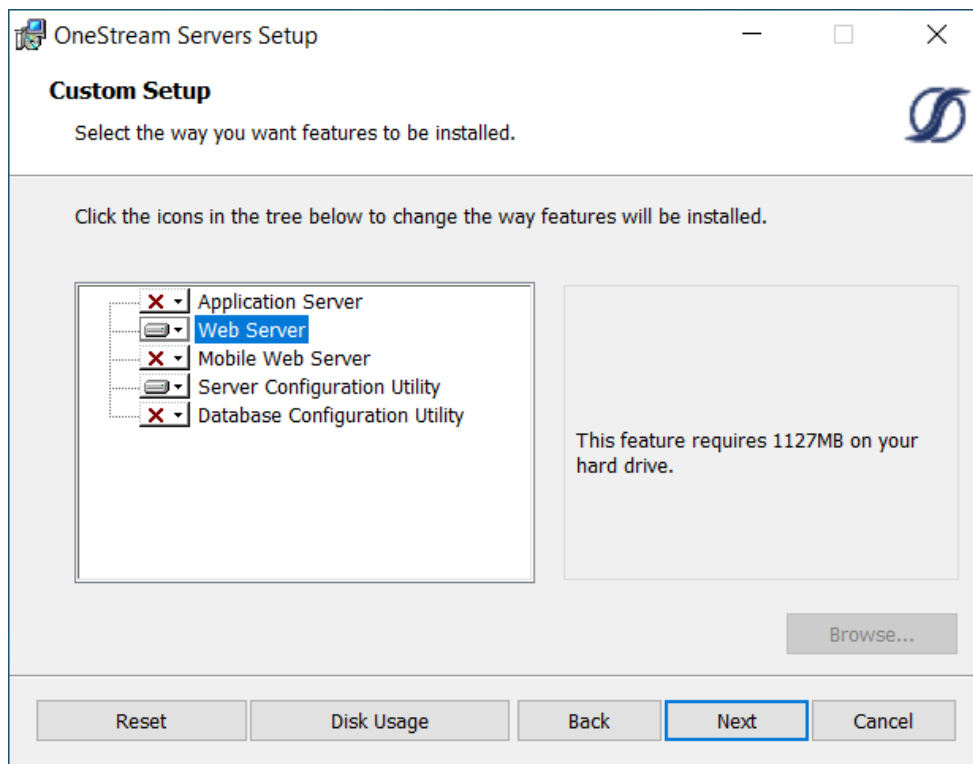 OneStream Servers Setup
Custom Setup
Select the way you want features to be installed.
Click the icons in the tree below to change the way features will be installed.
Application Server
Web Server
Mobile Web Server
Server Configuration Utility
Database Configuration Utility
This feature requires 1127MB on your
hard drive.
Browse...
Reset
Disk Usage
Back
Next
Cancel